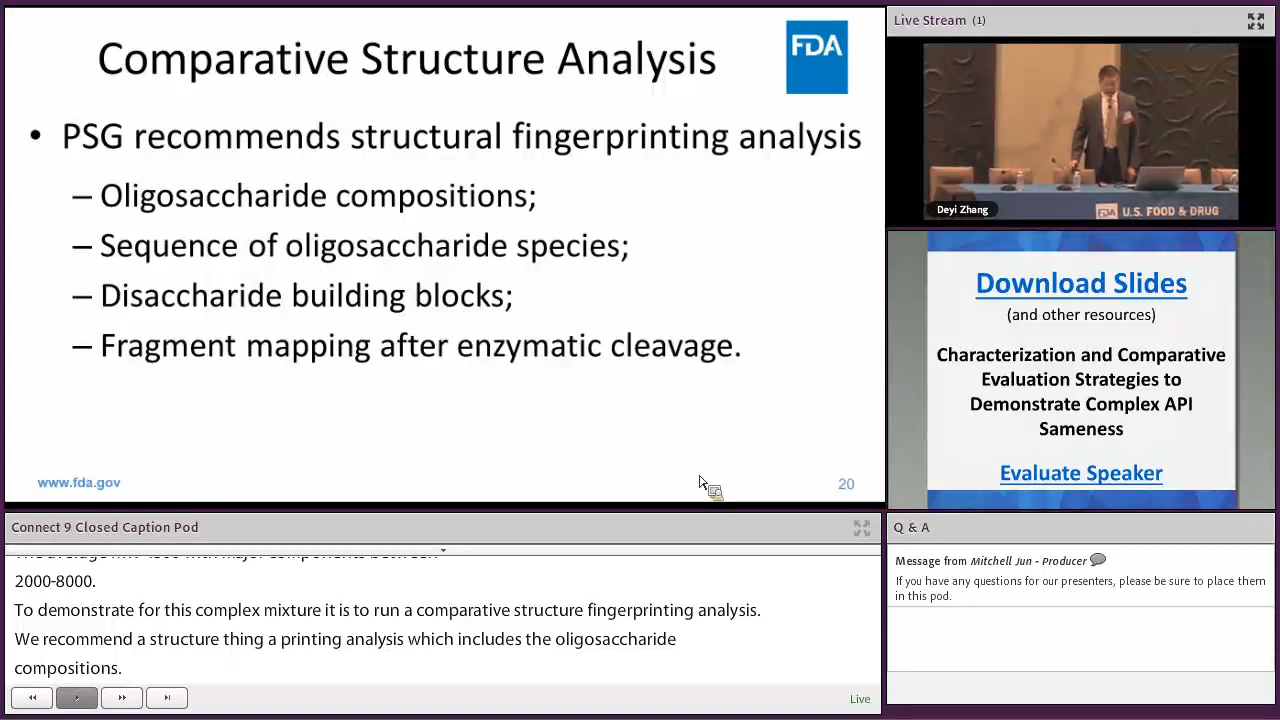 Comparative Structure Analysis
FDA
• PSG recommends structural fingerprinting analysis
– Oligosaccharide compositions;
– Sequence of oligosaccharide species;
– Disaccharide building blocks;
– Fragment mapping after enzymatic cleavage.
www.fda.gov
20
Live Stream (1)
Deyi Zhang
FDA U.S. FOOD & DRUG
Download Slides
(and other resources)
Characterization and Comparative
Evaluation Strategies to
Demonstrate Complex API
Sameness
Evaluate Speaker
Connect 9 Closed Caption Pod
2000-8000.
To demonstrate for this complex mixture it is to run a comparative structure fingerprinting analysis.
We recommend a structure thing a printing analysis which includes the oligosaccharide
compositions.
Live
Q & A
Message from Mitchell Jun - Producer
If you have any questions for our presenters, please be sure to place them
in this pod.